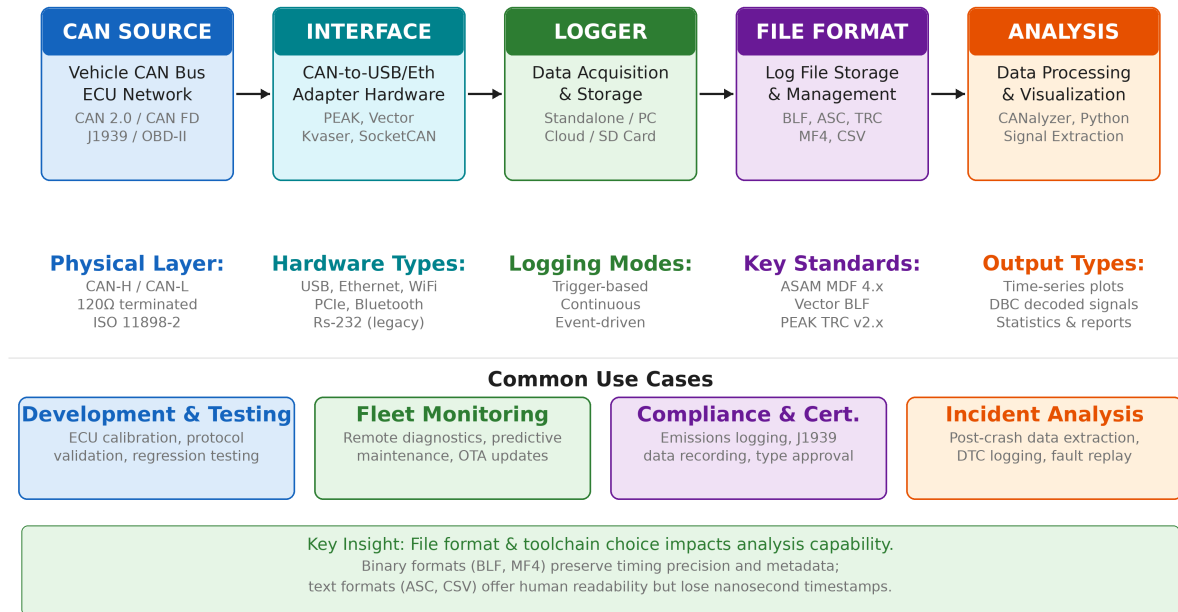 CAN SOURCE
Vehicle CAN Bus
ECU Network
CAN 2.0 / CAN FD
J1939 / OBD-II
INTERFACE
CAN-to-USB/Eth
Adapter Hardware
PEAK, Vector
Kvaser, SocketCAN
LOGGER
Data Acquisition
& Storage
Standalone / PC
Cloud / SD Card
FILE FORMAT
Log File Storage
& Management
BLF, ASC, TRC
MF4, CSV
ANALYSIS
Data Processing
& Visualization
CANalyzer, Python
Signal Extraction
Physical Layer:
CAN-H / CAN-L
120Ω terminated
ISO 11898-2
Hardware Types:
USB, Ethernet, WiFi
PCIe, Bluetooth
Rs-232 (legacy)
Logging Modes:
Trigger-based
Continuous
Event-driven
Key Standards:
ASAM MDF 4.x
Vector BLF
PEAK TRC v2.x
Output Types:
Time-series plots
DBC decoded signals
Statistics & reports
Common Use Cases
Development & Testing
ECU calibration, protocol
validation, regression testing
Fleet Monitoring
Remote diagnostics, predictive
maintenance, OTA updates
Compliance & Cert.
Emissions logging, J1939
data recording, type approval
Incident Analysis
Post-crash data extraction,
DTC logging, fault replay
Key Insight: File format & toolchain choice impacts analysis capability.
Binary formats (BLF, MF4) preserve timing precision and metadata;
text formats (ASC, CSV) offer human readability but lose nanosecond timestamps.